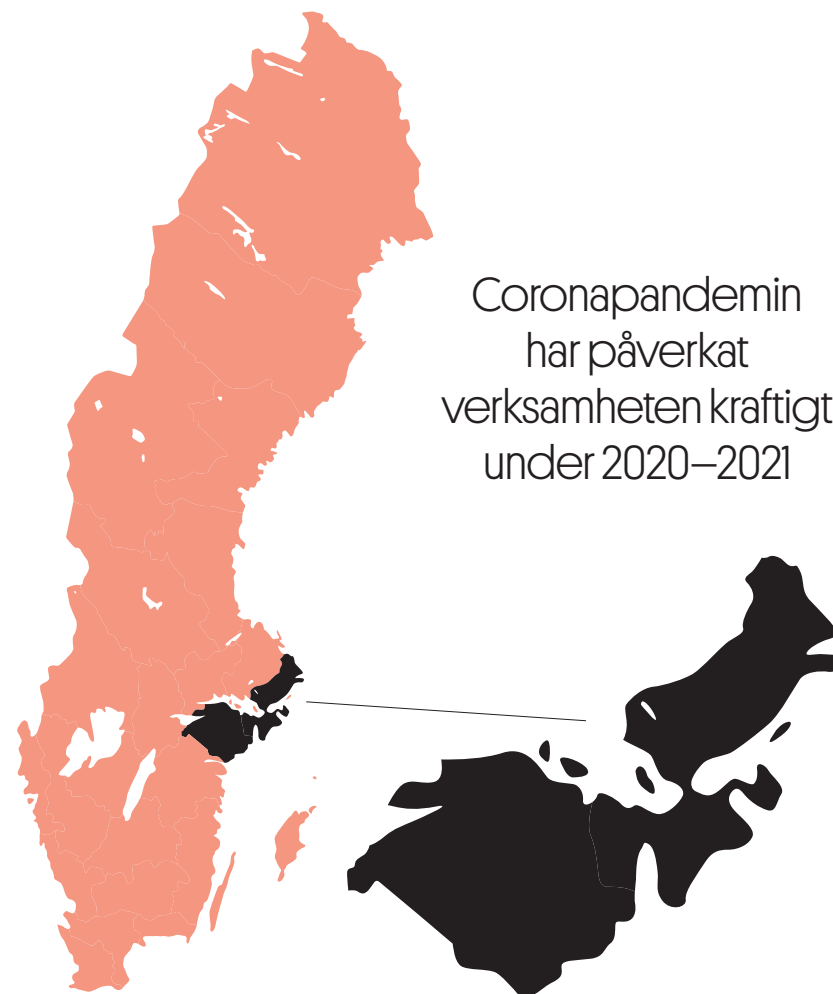 Coronapandemin
har påverkat
verksamheten kraftigt
under 2020–2021